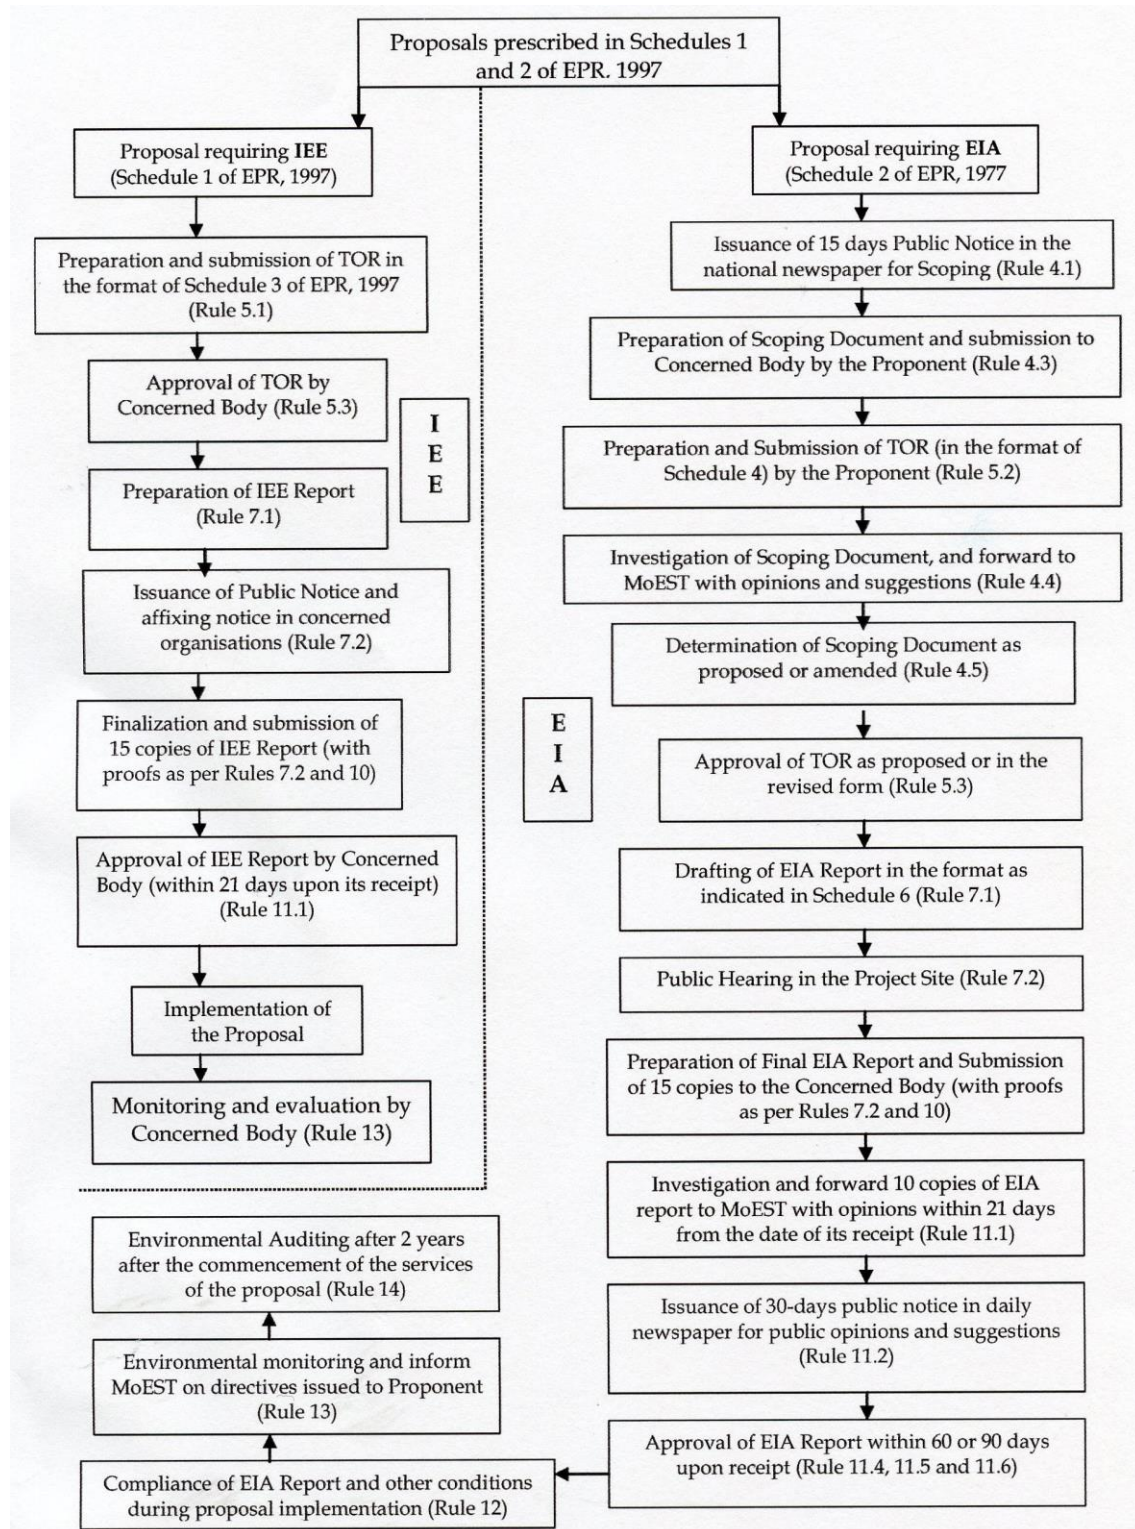 Proposals prescribed in Schedules 1
and 2 of EPR. 1997
Proposal requiring IEE
(Schedule 1 of EPR, 1997)
Preparation and submission of TOR in
the format of Schedule 3 of EPR, 1997
(Rule 5.1)
Approval of TOR by
Concerned Body (Rule 5.3)
Preparation of IEE Report
(Rule 7.1)
Issuance of Public Notice and
affixing notice in concerned
organisations (Rule 7.2)
Finalization and submission of
15 copies of IEE Report (with
proofs as per Rules 7.2 and 10)
Approval of IEE Report by Concerned
Body (within 21 days upon its receipt)
(Rule 11.1)
Implementation of
the Proposal
Monitoring and evaluation by
Concerned Body (Rule 13)
I
E
E
Proposal requiring EIA
(Schedule 2 of EPR, 1977
Issuance of 15 days Public Notice in the
national newspaper for Scoping (Rule 4.1)
Preparation of Scoping Document and submission to
Concerned Body by the Proponent (Rule 4.3)
Preparation and Submission of TOR (in the format of
Schedule 4) by the Proponent (Rule 5.2)
Investigation of Scoping Document, and forward to
MoEST with opinions and suggestions (Rule 4.4)
Determination of Scoping Document as
proposed or amended (Rule 4.5)
E
I
A
Approval of TOR as proposed or in the
revised form (Rule 5.3)
Drafting of EIA Report in the format as
indicated in Schedule 6 (Rule 7.1)
Public Hearing in the Project Site (Rule 7.2)
Preparation of Final EIA Report and Submission
of 15 copies to the Concerned Body (with proofs
as per Rules 7.2 and 10)
Investigation and forward 10 copies of EIA
report to MoEST with opinions within 21 days
from the date of its receipt (Rule 11.1)
Issuance of 30-days public notice in daily
newspaper for public opinions and suggestions
(Rule 11.2)
Approval of EIA Report within 60 or 90 days
upon receipt (Rule 11.4, 11.5 and 11.6)
Compliance of EIA Report and other conditions
during proposal implementation (Rule 12)
Environmental monitoring and inform
MoEST on directives issued to Proponent
(Rule 13)
Environmental Auditing after 2 years
after the commencement of the services
of the proposal (Rule 14)